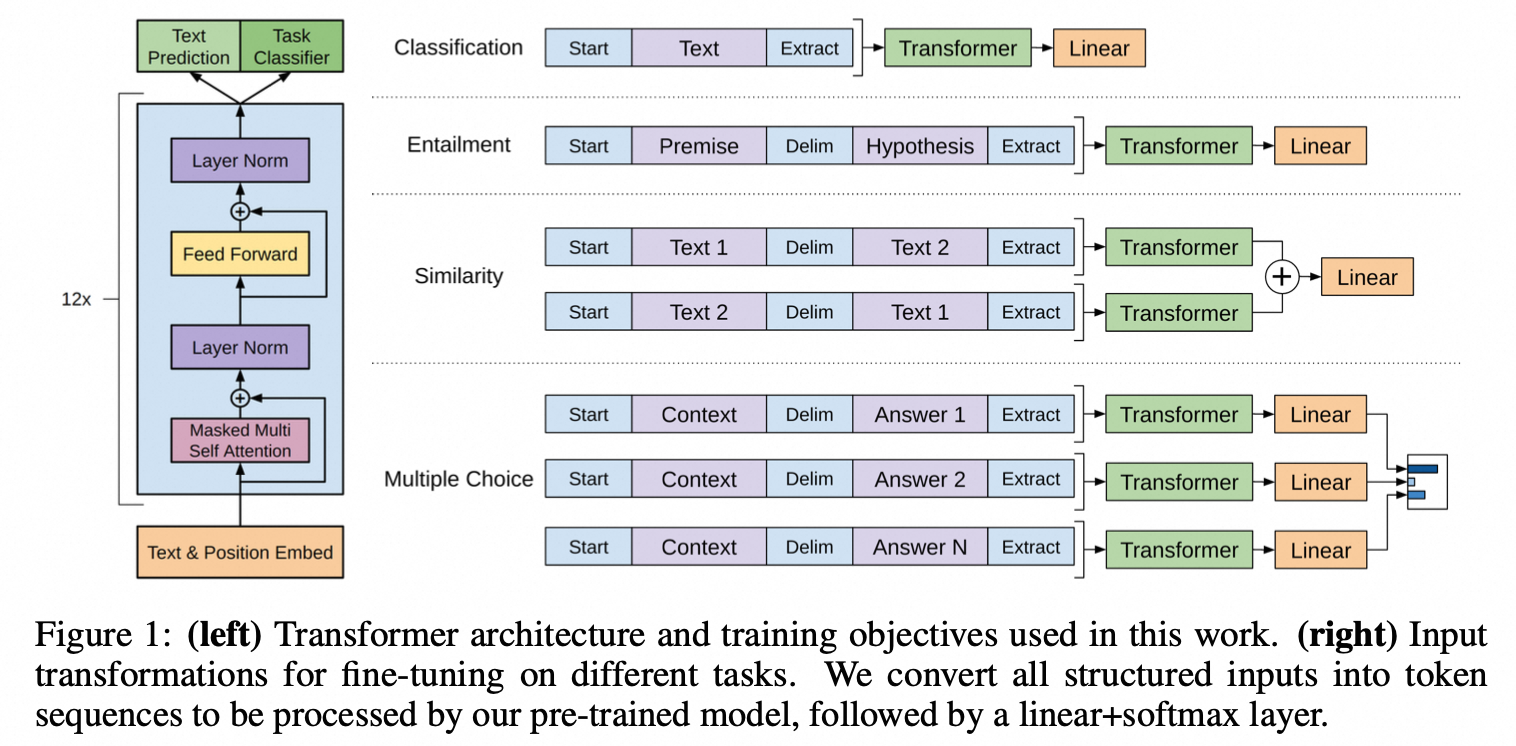 Text
Prediction
Task
Classifier
Layer Norm
+
Feed Forward
12x
Layer Norm
+
Masked Multi
Self Attention
Text & Position Embed
Classification
Start Text Extract Transformer Linear
Entailment
Start Premise Delim Hypothesis Extract Transformer Linear
Similarity
Start Text 1 Delim Text 2 Extract Transformer
+ Linear
Start Text 2 Delim Text 1 Extract Transformer
Multiple Choice
Start Context Delim Answer 1 Extract Transformer Linear
Start Context Delim Answer 2 Extract Transformer Linear
Start Context Delim Answer N Extract Transformer Linear
Figure 1: (left) Transformer architecture and training objectives used in this work. (right) Input
transformations for fine-tuning on different tasks. We convert all structured inputs into token
sequences to be processed by our pre-trained model, followed by a linear+softmax layer.